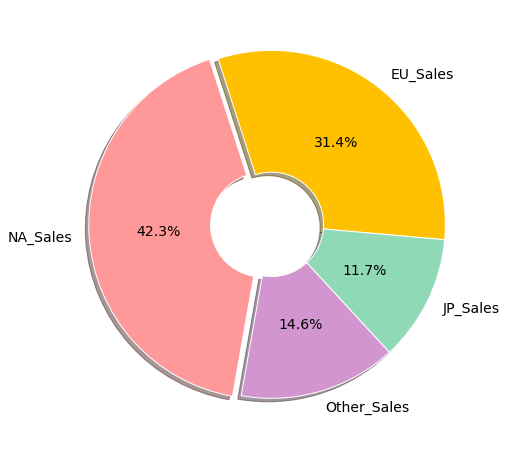 EU_Sales
31.4%
NA_Sales
42.3%
11.7%
JP_Sales
14.6%
Other_Sales